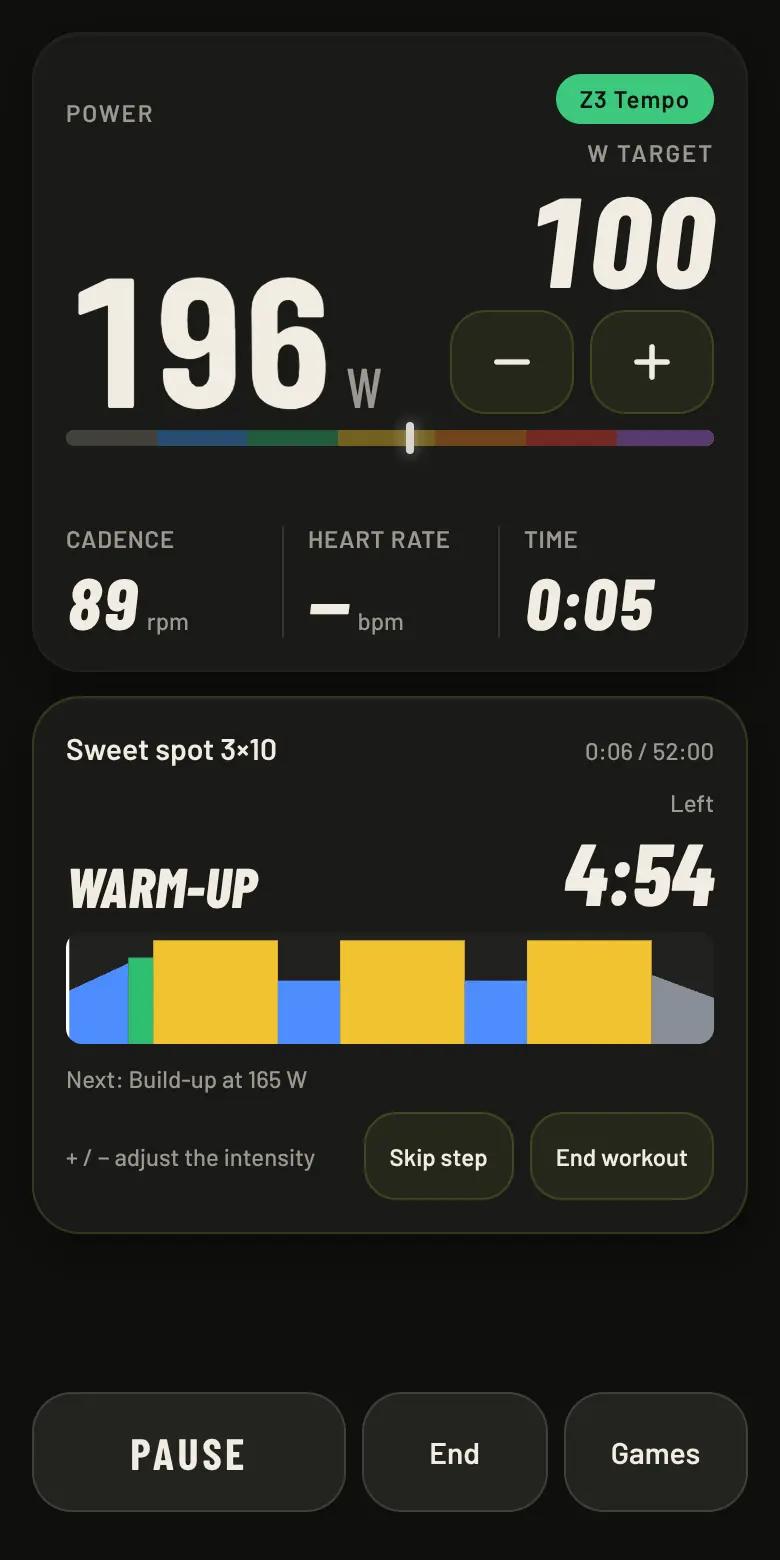 POWER
Z3 Tempo
W TARGET
100
196 W
− +
CADENCE
89 rpm
HEART RATE
– bpm
TIME
0:05
Sweet spot 3×10
0:06 / 52:00
Left
WARM-UP
4:54
Next: Build-up at 165 W
+ / − adjust the intensity
Skip step
End workout
PAUSE
End
Games